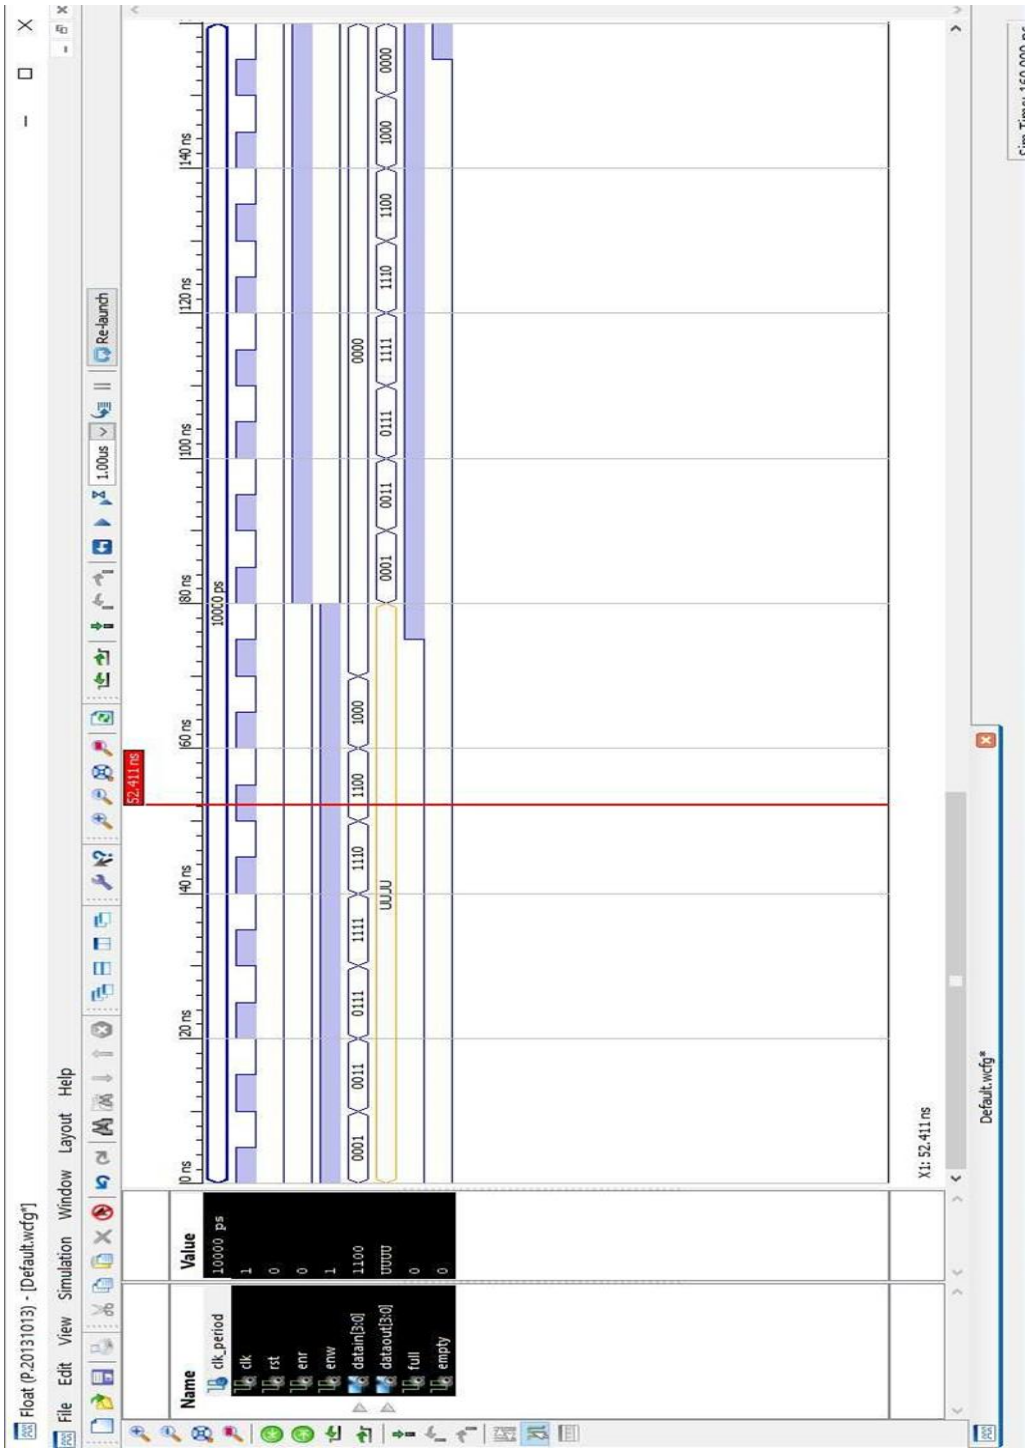 Float (P.20131013) - [Default.wcfg*]
File Edit View Simulation Window Layout Help
1.00us Re-launch
52.411 ns
Name Value
0 ns 20 ns 40 ns 60 ns 80 ns 100 ns 120 ns 140 ns
clk_period 10000 ps 10000 ps
clk 1
rst 0
enr 0
enw 1
datain[3:0] 1100 0001 0011 0111 1111 1110 1100 1000 0000
dataout[3:0] UUUU UUUU 0001 0011 0111 1111 1110 1100 1000 0000
full 0
empty 0
X1: 52.411 ns
Default.wcfg*